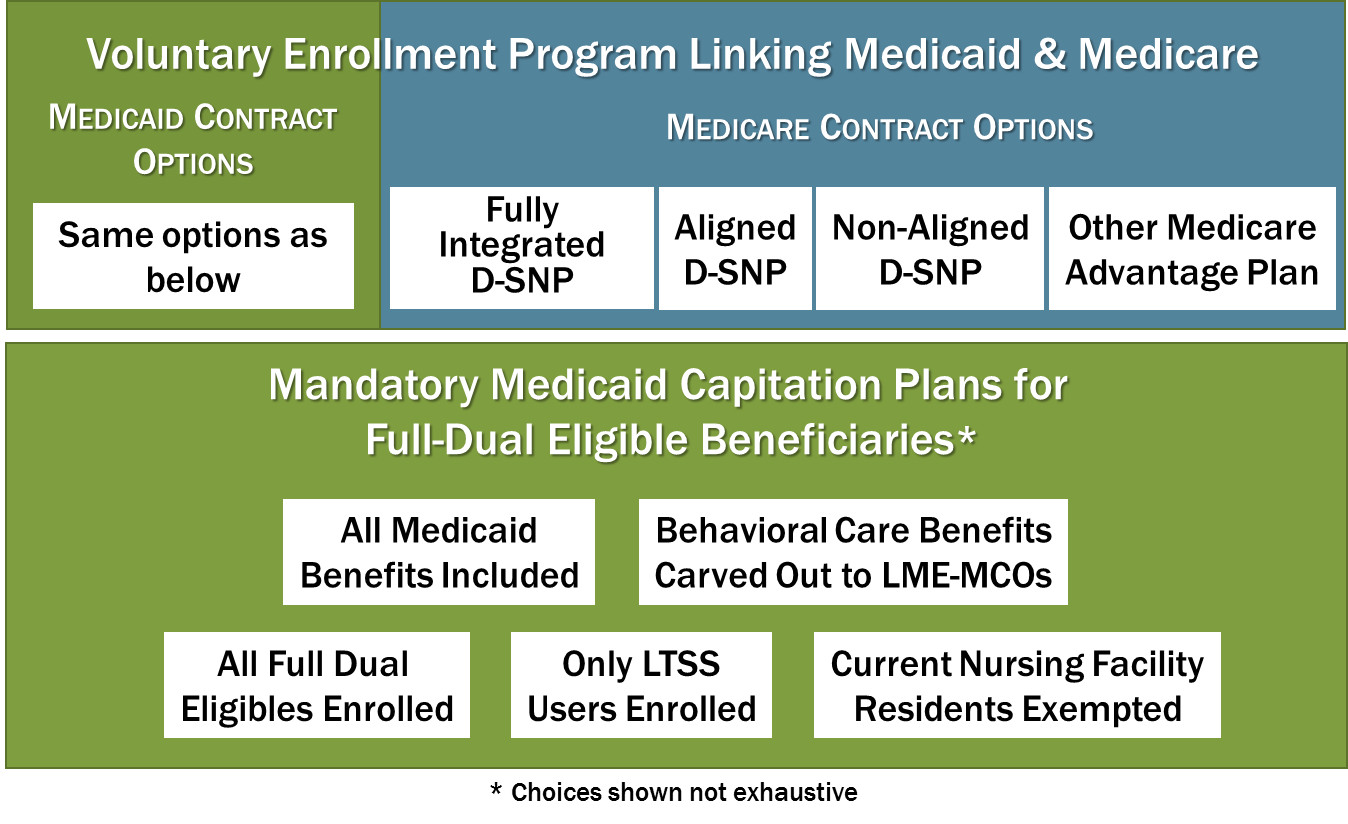 Voluntary Enrollment Program Linking Medicaid & Medicare
MEDICAID CONTRACT
OPTIONS
Same options as
below
MEDICARE CONTRACT OPTIONS
Fully
Integrated
D-SNP
Aligned
D-SNP
Non-Aligned
D-SNP
Other Medicare
Advantage Plan
Mandatory Medicaid Capitation Plans for
Full-Dual Eligible Beneficiaries*
All Medicaid
Benefits Included
Behavioral Care Benefits
Carved Out to LME-MCOs
All Full Dual
Eligibles Enrolled
Only LTSS
Users Enrolled
Current Nursing Facility
Residents Exempted
* Choices shown not exhaustive